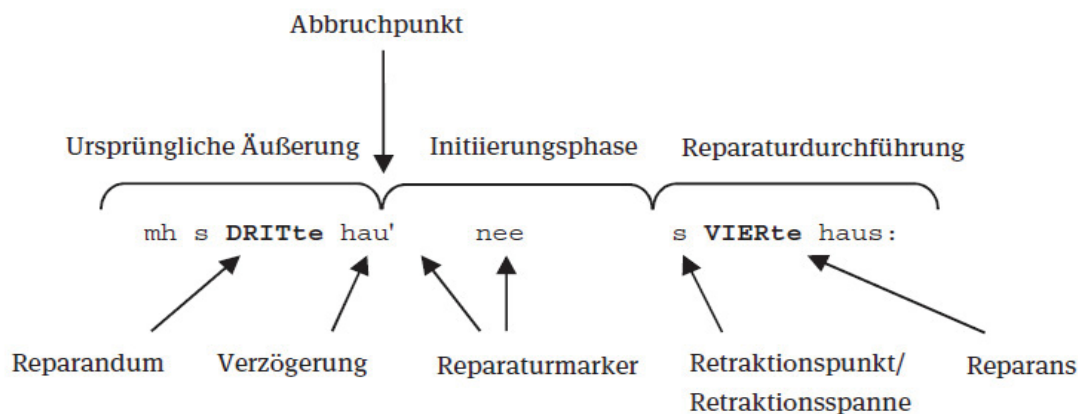 Abbruchpunkt
Ursprüngliche Äußerung Initiierungsphase Reparaturdurchführung
mh s DRITte hau' nee s VIERte haus:
Reparandum Verzögerung Reparaturmarker Retraktionspunkt/ Reparans
Retraktionsspanne